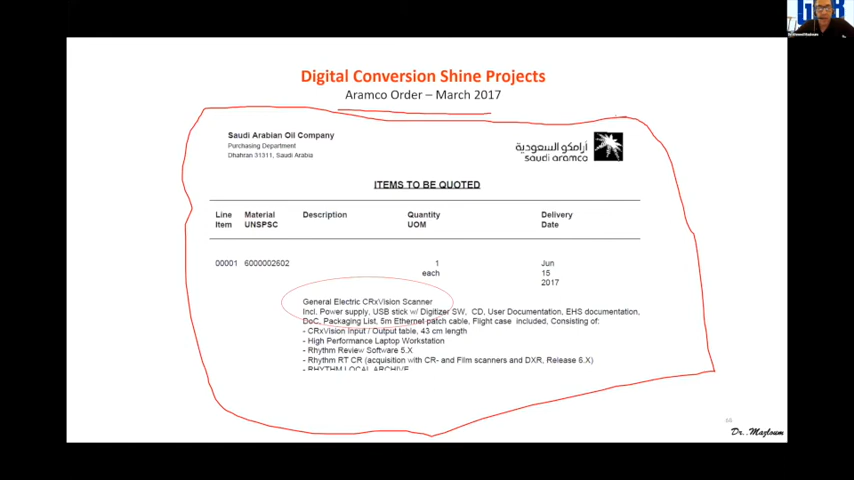 Digital Conversion Shine Projects
Aramco Order – March 2017
Saudi Arabian Oil Company
Purchasing Department
Dhahran 31311, Saudi Arabia
أرامكو السعودية
saudi aramco
ITEMS TO BE QUOTED
Line Material Description Quantity Delivery
Item UNSPSC UOM Date
00001 6000002602 1 Jun
each 15
2017
General Electric CRxVision Scanner
Incl. Power supply, USB stick w/ Digitizer SW, CD, User Documentation, EHS documentation,
DoC, Packaging List, 5m Ethernet patch cable, Flight case included, Consisting of:
- CRxVision Input / Output table, 43 cm length
- High Performance Laptop Workstation
- Rhythm Review Software 5.X
- Rhythm RT CR (acquisition with CR- and Film scanners and DXR, Release 6.X)
- RHYTHM LOCAL ARCHIVE
Dr. .Mazloum